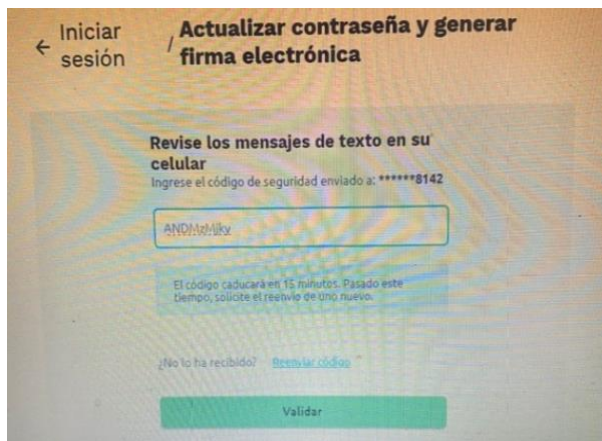 ← Iniciar sesión / Actualizar contraseña y generar firma electrónica
Revise los mensajes de texto en su
celular
Ingrese el código de seguridad enviado a: ******8142
ANDMzMjky
El código caducará en 15 minutos. Pasado este
tiempo, solicite el reenvío de uno nuevo.
¿No lo ha recibido? Reenviar código
Validar